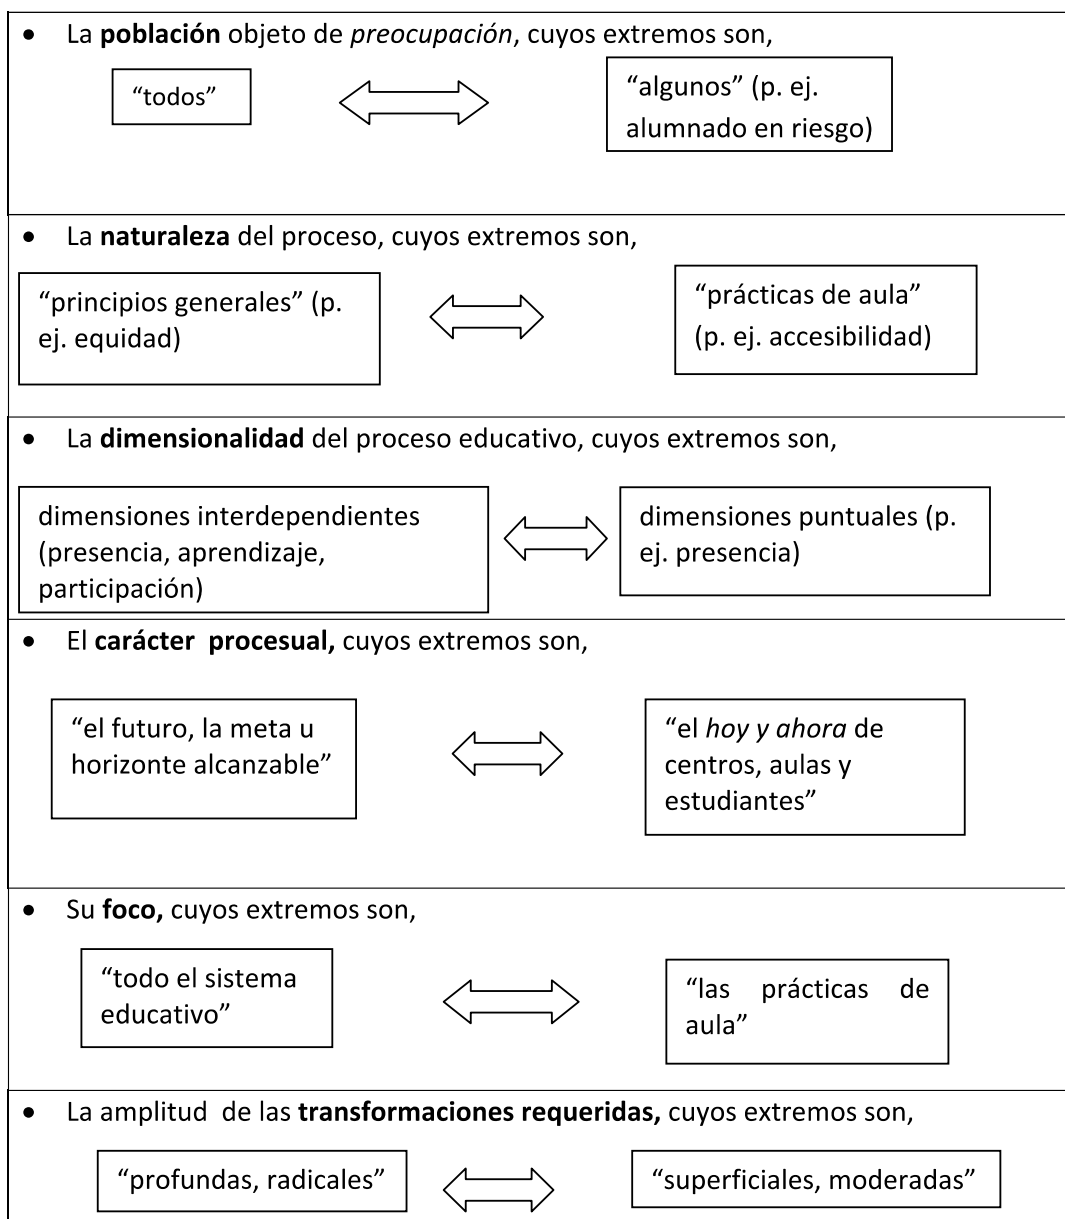 • La población objeto de preocupación, cuyos extremos son,
“todos”
“algunos” (p. ej.
alumnado en riesgo)
• La naturaleza del proceso, cuyos extremos son,
“principios generales” (p.
ej. equidad)
“prácticas de aula”
(p. ej. accesibilidad)
• La dimensionalidad del proceso educativo, cuyos extremos son,
dimensiones interdependientes
(presencia, aprendizaje,
participación)
dimensiones puntuales (p.
ej. presencia)
• El carácter procesual, cuyos extremos son,
“el futuro, la meta u
horizonte alcanzable”
“el hoy y ahora de
centros, aulas y
estudiantes”
• Su foco, cuyos extremos son,
“todo el sistema
educativo”
“las prácticas de
aula”
• La amplitud de las transformaciones requeridas, cuyos extremos son,
“profundas, radicales”
“superficiales, moderadas”